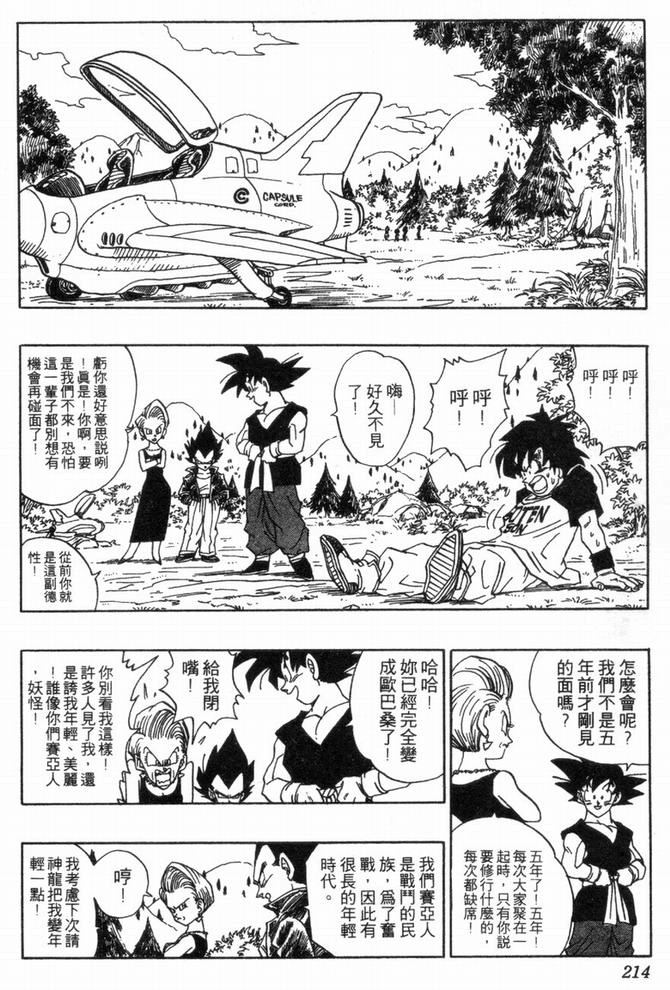 CAPSULE
CORP.
呼！
呼！
呼！
呼！
呼！
嗨—
好久不見
了！
虧你還好意思說咧
！真是！你啊，要
是我們不來，恐怕
這一輩子都別想有
機會再碰面了！
從前你就
是這副德
性！
怎麼會呢？
我們不是五
年前才剛見
的面嗎？
五年了！五年！
每次大家聚在一
起時，只有你說
要修行什麼的，
每次都缺席！
哈哈！
妳已經完全變
成歐巴桑了！
給我閉
嘴！
你別看我這樣！
許多人見了我，還
是誇我年輕、美麗
！誰像你們賽亞人
，妖怪！
我們賽亞人
是戰鬥的民
族，為了奮
戰，因此有
很長的年輕
時代。
哼！
我考慮下次請
神龍把我變年
輕一點！
214